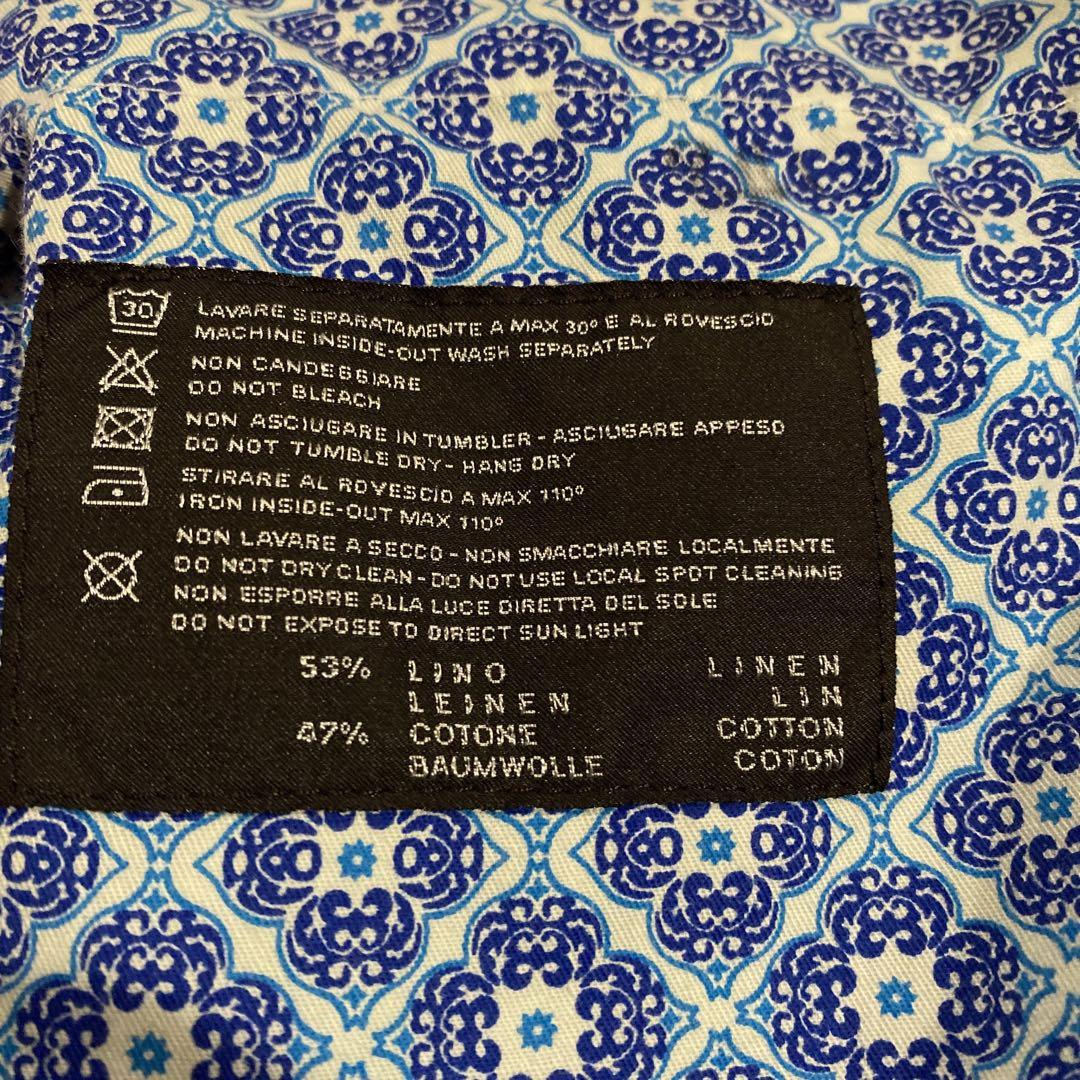 30
LAVARE SEPARATAMENTE A MAX 30° E AL ROVESCIO
MACHINE INSIDE-OUT WASH SEPARATELY
NON CANDEGGIARE
DO NOT BLEACH
NON ASCIUGARE IN TUMBLER - ASCIUGARE APPESO
DO NOT TUMBLE DRY - HANG DRY
STIRARE AL ROVESCIO A MAX 110°
IRON INSIDE-OUT MAX 110°
NON LAVARE A SECCO - NON SMACCHIARE LOCALMENTE
DO NOT DRY CLEAN - DO NOT USE LOCAL SPOT CLEANING
NON ESPORRE ALLA LUCE DIRETTA DEL SOLE
DO NOT EXPOSE TO DIRECT SUN LIGHT
53% LINO LINEN
LEINEN LIN
47% COTONE COTTON
BAUMWOLLE COTON